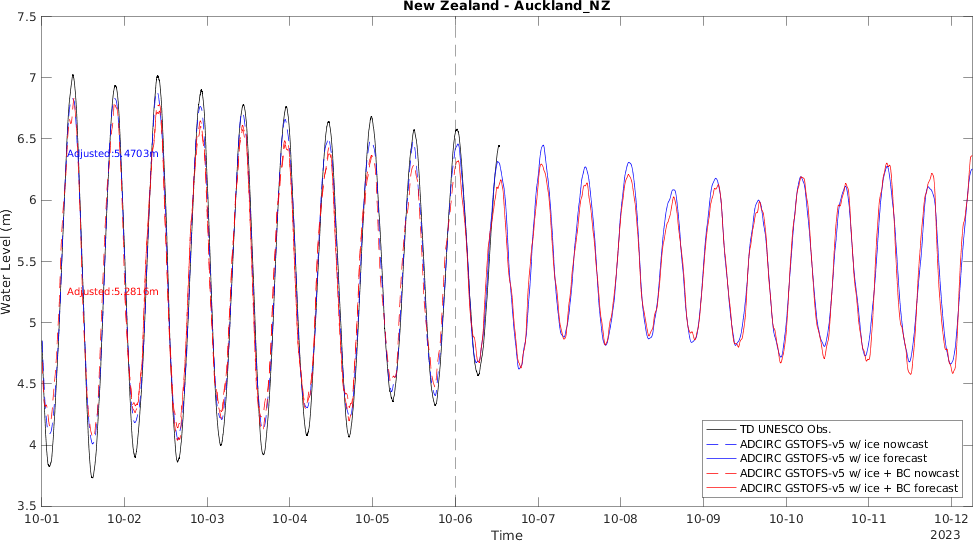 New Zealand - Auckland_NZ
7.5
7
6.5
6
5.5
5
4.5
4
3.5
Water Level (m)
Adjusted:5.4703m
Adjusted:5.2816m
TD UNESCO Obs.
ADCIRC GSTOFS-v5 w/ ice nowcast
ADCIRC GSTOFS-v5 w/ ice forecast
ADCIRC GSTOFS-v5 w/ ice + BC nowcast
ADCIRC GSTOFS-v5 w/ ice + BC forecast
10-01 10-02 10-03 10-04 10-05 10-06 10-07 10-08 10-09 10-10 10-11 10-12
2023
Time